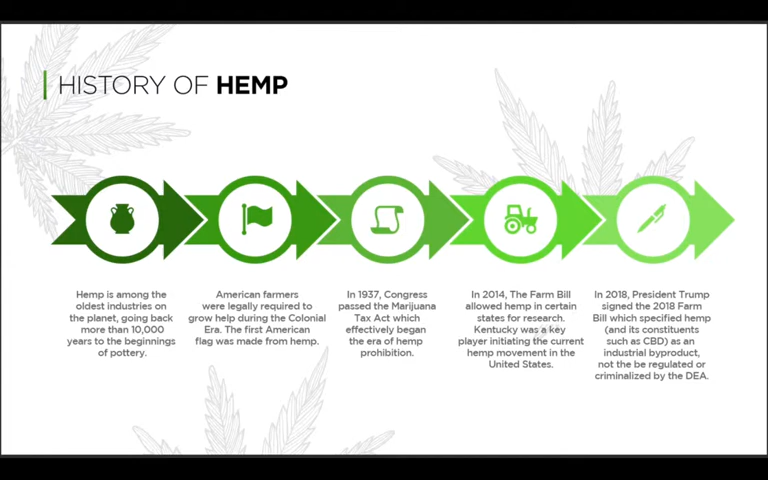 HISTORY OF HEMP
Hemp is among the
oldest industries on
the planet, going back
more than 10,000
years to the beginnings
of pottery.
American farmers
were legally required to
grow help during the Colonial
Era. The first American
flag was made from hemp.
In 1937, Congress
passed the Marijuana
Tax Act which
effectively began
the era of hemp
prohibition.
In 2014, The Farm Bill
allowed hemp in certain
states for research.
Kentucky was a key
player initiating the current
hemp movement in the
United States.
In 2018, President Trump
signed the 2018 Farm
Bill which specified hemp
(and its constituents
such as CBD) as an
industrial byproduct,
not the be regulated or
criminalized by the DEA.